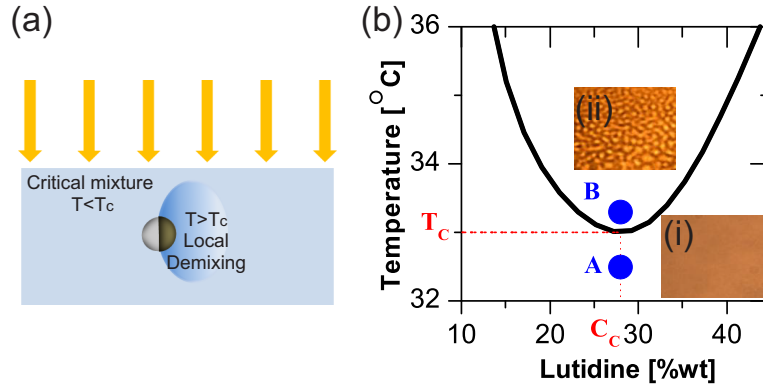 (a)
Critical mixture
T<Tc
T>Tc
Local
Demixing
(b)
Temperature [°C]
36
34
32
Tc
(ii)
B
(i)
A
10
20
30
40
Cc
Lutidine [%wt]